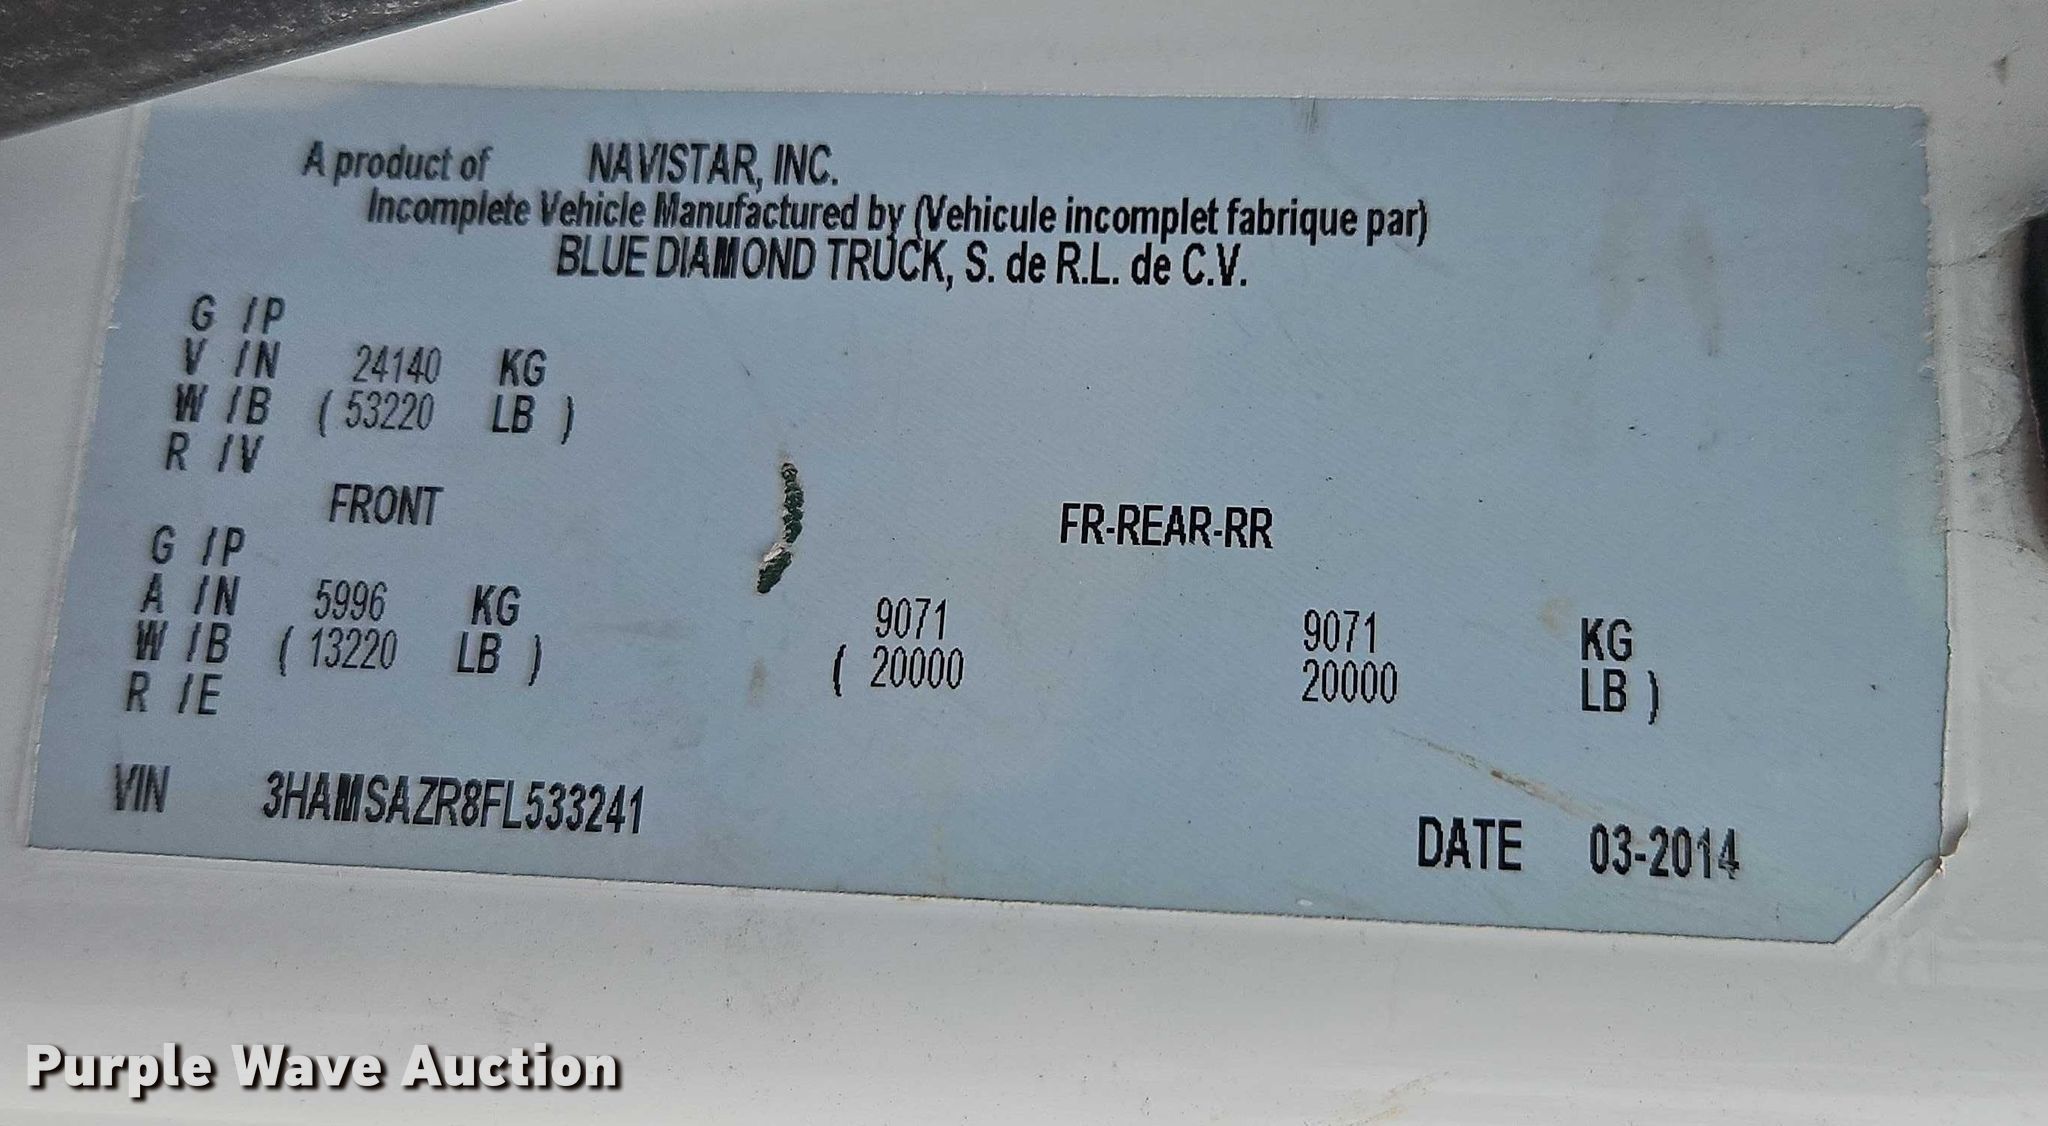 A product of NAVISTAR, INC.
Incomplete Vehicle Manufactured by (Vehicule incomplet fabrique par)
BLUE DIAMOND TRUCK, S. de R.L. de C.V.
G /P
V /N 24140 KG
W /B ( 53220 LB )
R /V
FRONT FR-REAR-RR
G /P
A /N 5996 KG 9071 9071 KG
W /B ( 13220 LB ) ( 20000 20000 LB )
R /E
VIN 3HAMSAZR8FL533241
DATE 03-2014
Purple Wave Auction